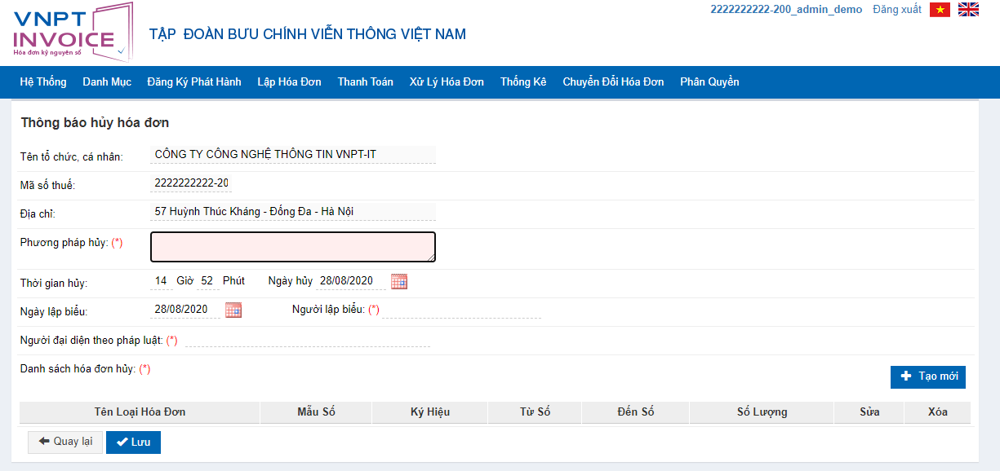 VNPT
INVOICE
Hóa đơn kỷ nguyên số
2222222222-200_admin_demo Đăng xuất
TẬP ĐOÀN BƯU CHÍNH VIỄN THÔNG VIỆT NAM
Hệ Thống Danh Mục Đăng Ký Phát Hành Lập Hóa Đơn Thanh Toán Xử Lý Hóa Đơn Thống Kê Chuyển Đổi Hóa Đơn Phân Quyền
Thông báo hủy hóa đơn
Tên tổ chức, cá nhân: CÔNG TY CÔNG NGHỆ THÔNG TIN VNPT-IT
Mã số thuế: 2222222222-20
Địa chỉ: 57 Huỳnh Thúc Kháng - Đống Đa - Hà Nội
Phương pháp hủy: (*)
Thời gian hủy: 14 Giờ 52 Phút Ngày hủy 28/08/2020
Ngày lập biểu: 28/08/2020 Người lập biểu: (*)
Người đại diện theo pháp luật: (*)
Danh sách hóa đơn hủy: (*)
Tạo mới
Tên Loại Hóa Đơn Mẫu Số Ký Hiệu Từ Số Đến Số Số Lượng Sửa Xóa
Quay lại Lưu